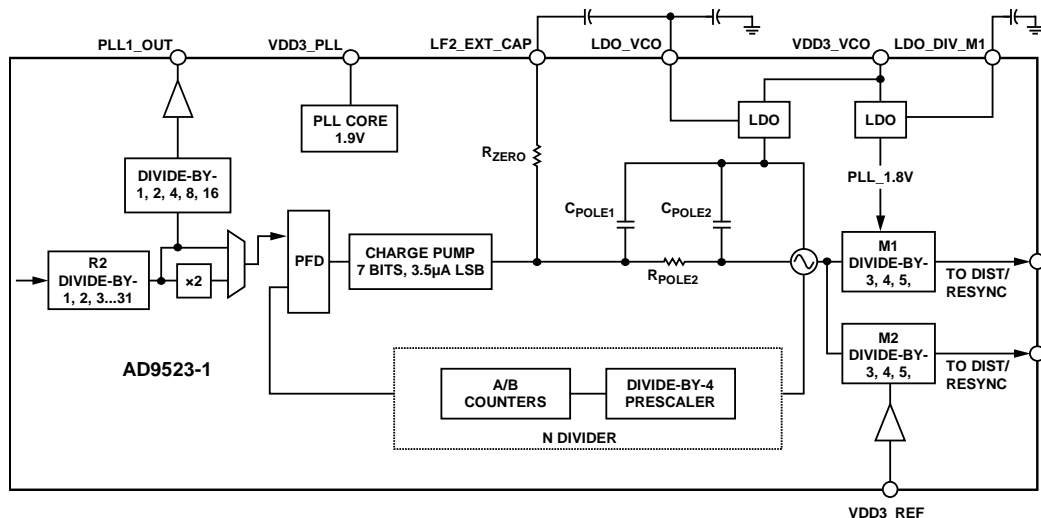 PLL1_OUT
VDD3_PLL
LF2_EXT_CAP
LDO_VCO
VDD3_VCO
LDO_DIV_M1
PLL CORE
1.9V
LDO
LDO
RZERO
DIVIDE-BY-
1, 2, 4, 8, 16
PLL_1.8V
CPOLE1
CPOLE2
R2
DIVIDE-BY-
1, 2, 3...31
×2
PFD
CHARGE PUMP
7 BITS, 3.5µA LSB
RPOLE2
M1
DIVIDE-BY-
3, 4, 5,
TO DIST/
RESYNC
AD9523-1
A/B
COUNTERS
DIVIDE-BY-4
PRESCALER
N DIVIDER
M2
DIVIDE-BY-
3, 4, 5,
TO DIST/
RESYNC
VDD3_REF